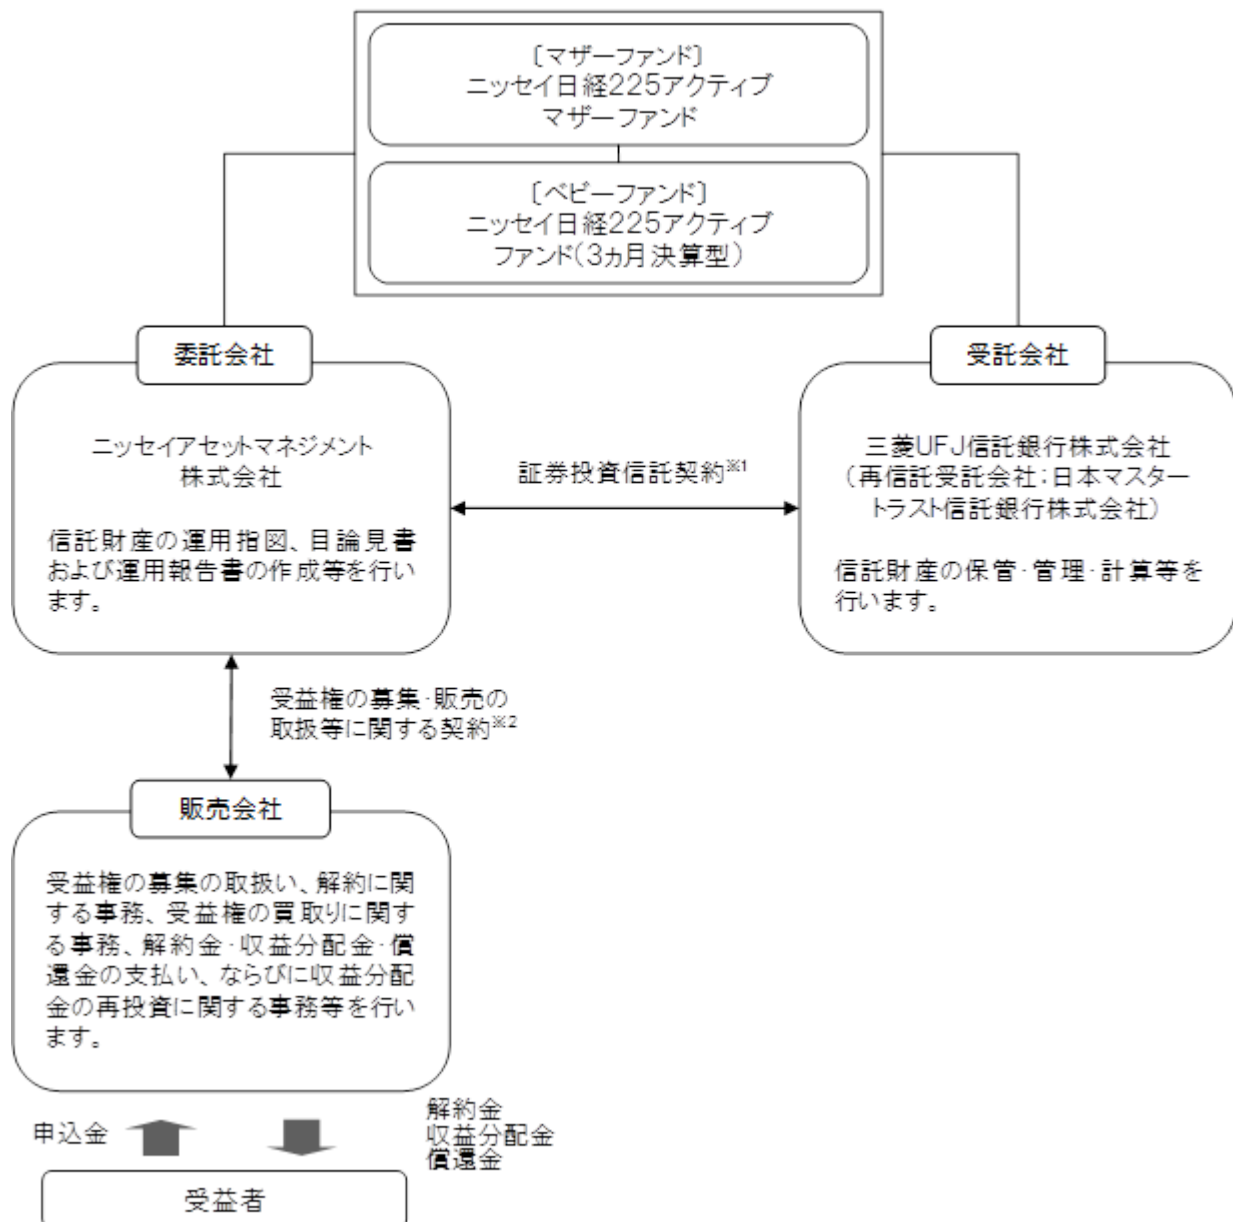 〔マザーファンド〕
ニッセイ日経225アクティブ
マザーファンド
〔ベビーファンド〕
ニッセイ日経225アクティブ
ファンド(3ヵ月決算型)
委託会社
ニッセイアセットマネジメント
株式会社
信託財産の運用指図、目論見書
および運用報告書の作成等を行い
ます。
証券投資信託契約※1
受託会社
三菱UFJ信託銀行株式会社
(再信託受託会社:日本マスター
トラスト信託銀行株式会社)
信託財産の保管・管理・計算等を
行います。
受益権の募集・販売の
取扱等に関する契約※2
販売会社
受益権の募集の取扱い、解約に関
する事務、受益権の買取りに関す
る事務、解約金・収益分配金・償
還金の支払い、ならびに収益分配
金の再投資に関する事務等を行い
ます。
申込金
解約金
収益分配金
償還金
受益者